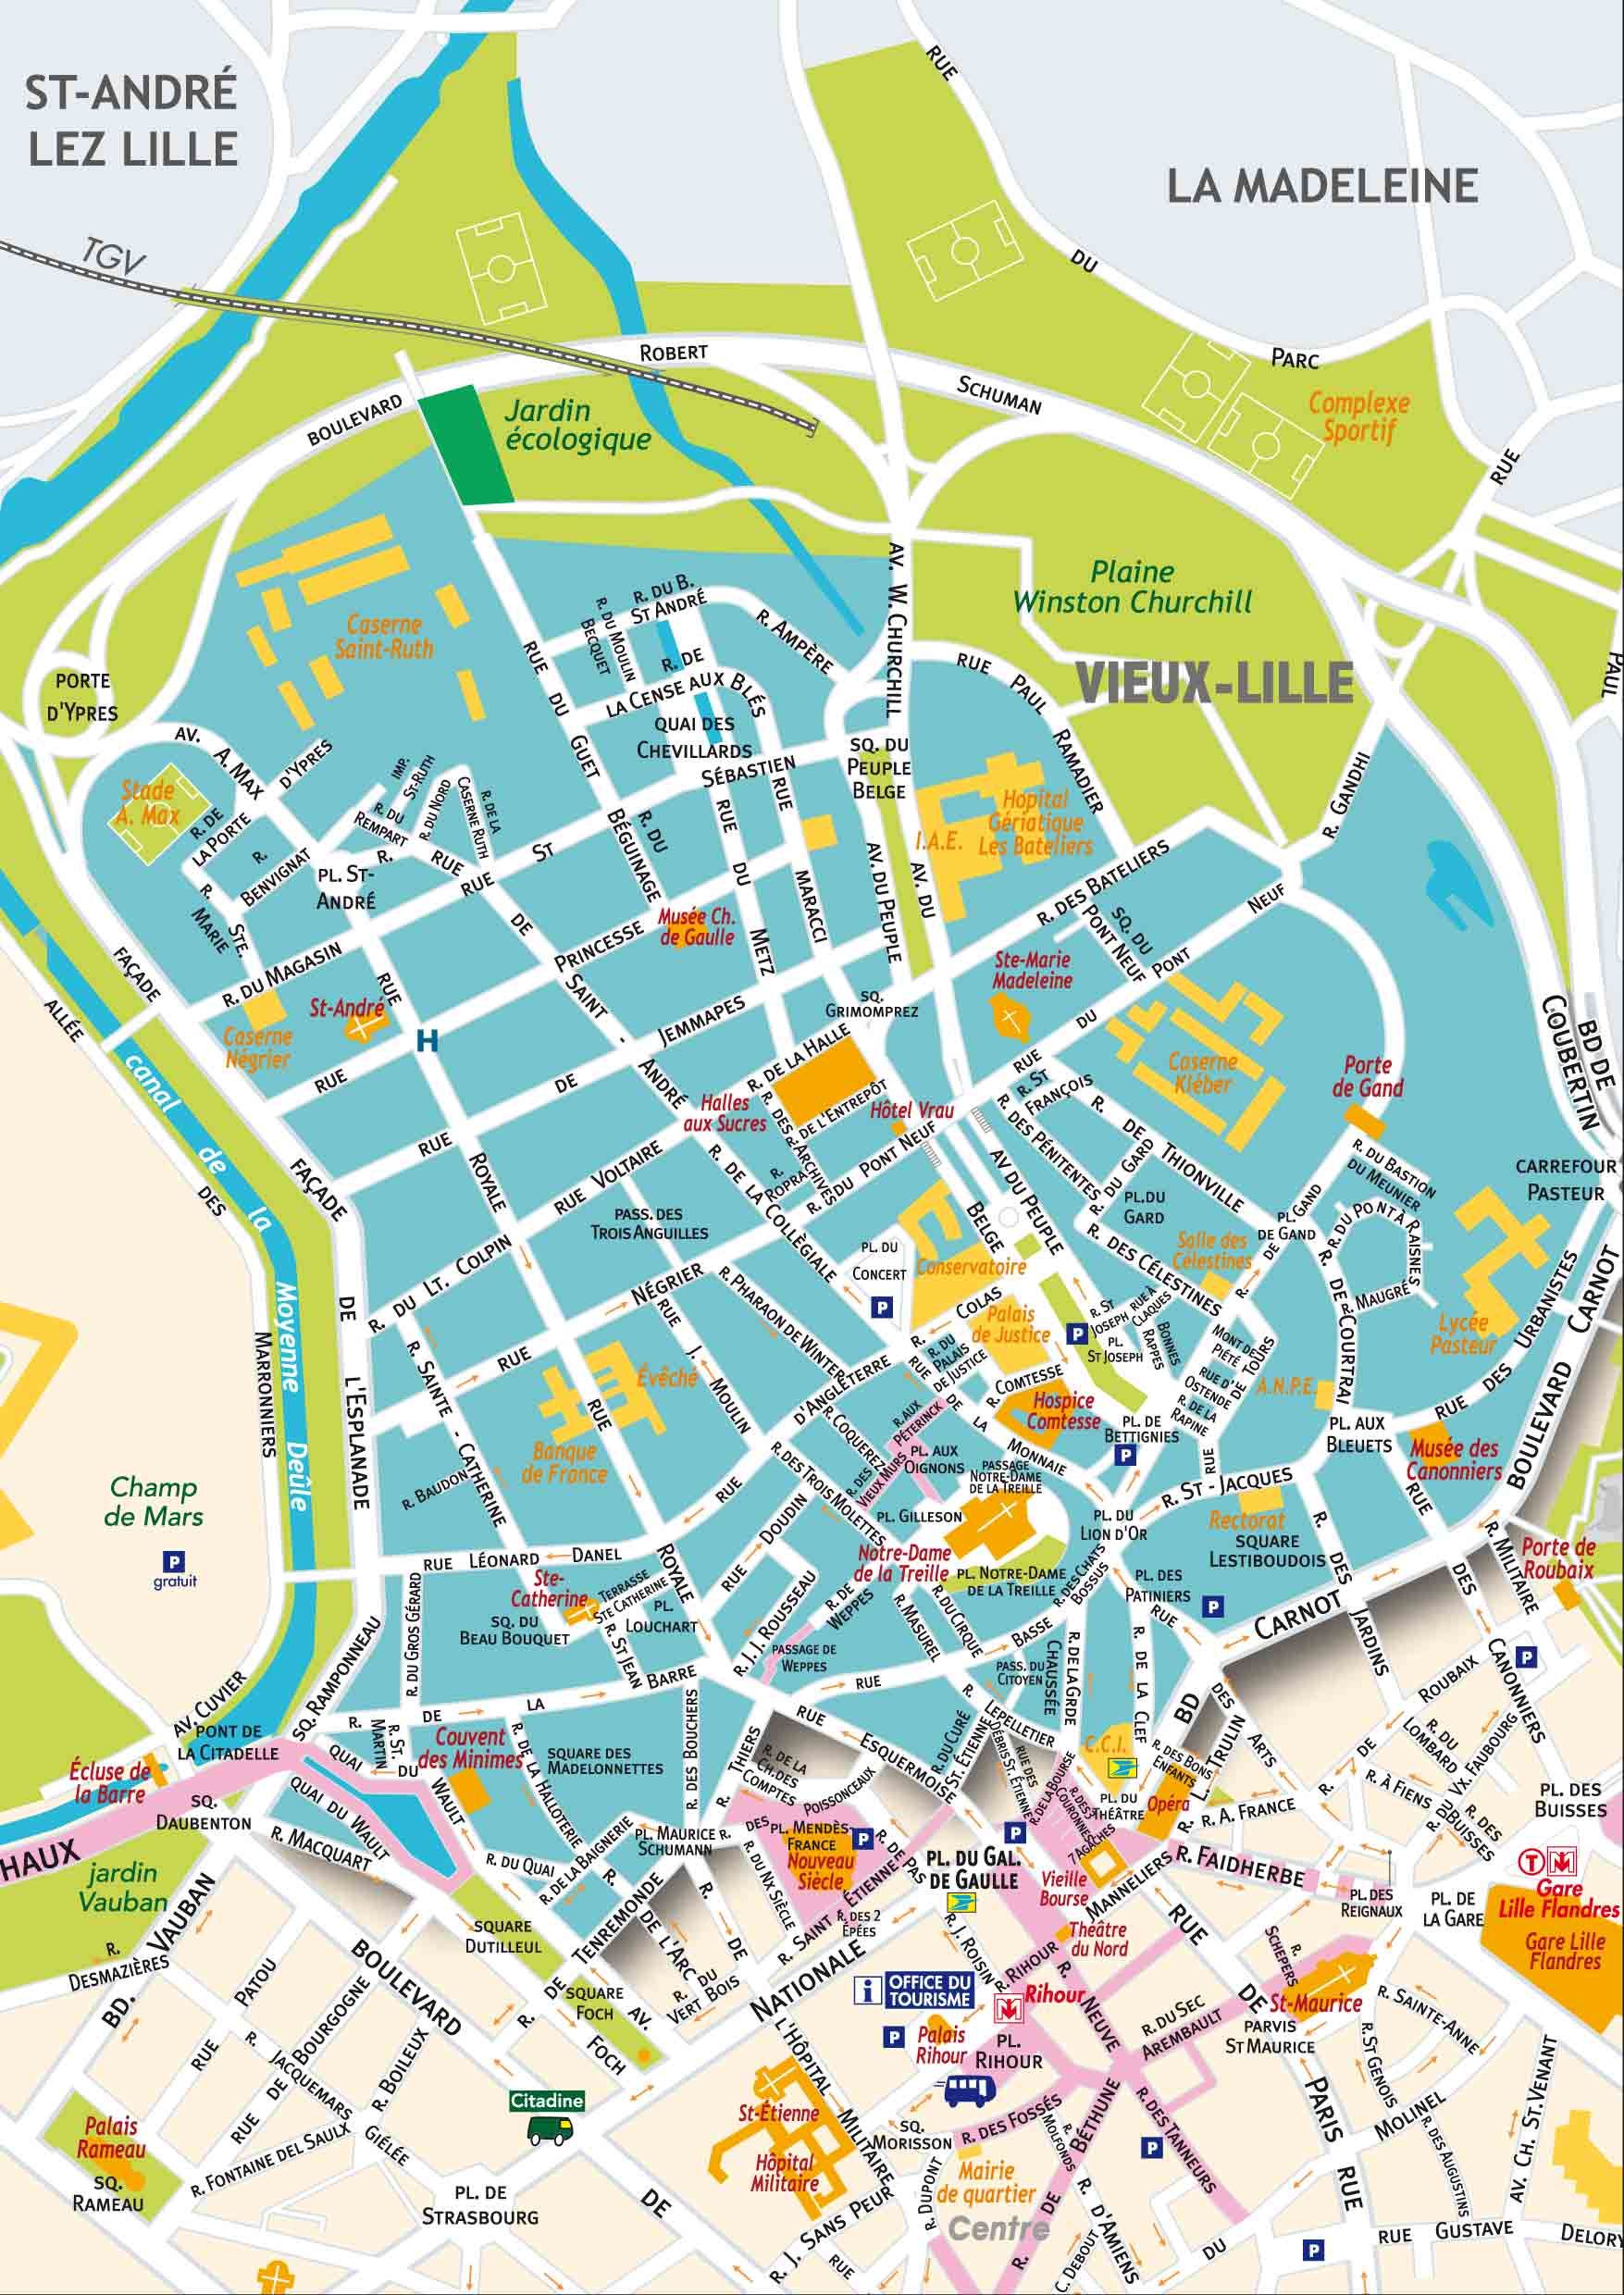 ST-ANDRÉ
LEZ LILLE
LA MADELEINE
TGV
RUE
DU
PARC
RUE
BOULEVARD
ROBERT
SCHUMAN
Jardin
écologique
Complexe
Sportif
Plaine
Winston Churchill
VIEUX-LILLE
PAUL
PORTE
D'YPRES
Caserne
Saint-Ruth
R. DU B.
ST ANDRÉ
R. DU MOULIN
BECQUET
R. AMPÈRE
AV. W. CHURCHILL
R. DE
LA CENSE AUX BLÉS
QUAI DES
CHEVILLARDS
RUE PAUL RAMADIER
RUE DU GUET
SQ. DU
PEUPLE
BELGE
AV. A. MAX
D'YPRES
Stade
A. Max
R. DE
LA PORTE
R. BENVIGNAT
R. STE. MARIE
IMP.
ST-RUTH
R. DU
REMPART
R. DU NORD
R. DE LA
CASERNE RUTH
PL. ST-
ANDRÉ
RUE ST SÉBASTIEN
R. DU BÉGUINAGE
RUE DU METZ
RUE MARACCI
I.A.E.
Hopital
Gériatique
Les Bateliers
R. GANDHI
R. DES BATELIERS
AV. DU PEUPLE
AV. DU
SQ. DU
PONT NEUF
RUE DU PONT NEUF
R. DU MAGASIN
Caserne
Négrier
St-André
H
RUE PRINCESSE
Musée Ch.
de Gaulle
Ste-Marie
Madeleine
SQ.
GRIMOMPREZ
RUE DE JEMMAPES
RUE DE SAINT - ANDRÉ
Caserne
Kléber
Porte
de Gand
BD DE
COUBERTIN
FAÇADE
ALLÉE
DES
MARRONNIERS
canal de la Moyenne Deûle
FAÇADE
DE
L'ESPLANADE
RUE
ROYALE
R. DE LA HALLE
Halles
aux Sucres
R. DES ARCHIVES
R. DE L'ENTREPÔT
Hôtel Vrau
R. ROPRA
R. DU PONT NEUF
R. ST
FRANÇOIS
R. DES PÉNITENTES
R. DE THIONVILLE
R. DU GARD
PL.DU
GARD
AV DU PEUPLE
BELGE
R. DU BASTION
DU MEUNIER
R. DU PONT À RAISINES
R. MAUGRÉ
CARREFOUR
PASTEUR
PL. GAND
DE GAND
R. DE GAND
R. DE COURTRAI
RUE VOLTAIRE
R. DU LT. COLPIN
PASS. DES
TROIS ANGUILLES
R. DE LA COLLÈGIALE
PL. DU
CONCERT
P
Conservatoire
R. DES CÉLESTINES
Salle des
Célestines
Lycée
Pasteur
RUE NÉGRIER
R. PHARAON DE WINTER
RUE J. MOULIN
Évêché
Banque
de France
R. COLAS
Palais
de Justice
R. DU
PALAIS
DE JUSTICE
P
R. ST
JOSEPH
RUE À
CLAQUES
PL.
ST JOSEPH
BONNES
RAPPES
MONT DE
PIÉTÉ
RUE D'
OSTENDE
R. DE LA
RAPINE
RUE DE TOURS
A.N.P.E.
R. COMTESSE
Hospice
Comtesse
PL. DE
BETTIGNIES
P
RUE DE LA MONNAIE
PL. AUX
BLEUETS
Musée des
Canonniers
RUE DES URBANISTES
BOULEVARD CARNOT
R. SAINTE - CATHERINE
R. BAUDON
RUE ROYALE
RUE D'ANGLETERRE
R. COQUEREZ
R. AUX
PÉTERINCK
R. DES
VIEUX MURS
PL. AUX
OIGNONS
PASSAGE
NOTRE-DAME
DE LA TREILLE
R. DES TROIS MOLETTES
PL. GILLESON
Notre-Dame
de la Treille
PL. NOTRE-DAME
DE LA TREILLE
R. DES CHATS
BOSSUS
PL. DU
LION D'OR
R. ST - JACQUES
Rectorat
SQUARE
LESTIBOUDOIS
PL. DES
PATINIERS
P
Porte de
Roubaix
R. MILITAIRE
RUE DES CANONNIERS
R. DES JARDINS
CARNOT
Champ
de Mars
P
gratuit
RUE LÉONARD DANEL
Ste-
Catherine
TERRASSE
STE CATHERINE
SQ. DU
BEAU BOUQUET
PL.
LOUCHART
R. ST JEAN
R. DU GROS GÉRARD
RUE DOUDIN
R. J. J. ROUSSEAU
R. DE
WEPPES
PASSAGE DE
WEPPES
R. MASUREL
R. DU CIRQUE
RUE BASSE
PASS. DU
CITOYEN
R. DE LA GRDE
CHAUSSÉE
R. DE LA CLEF
RUE
BD
DES ARTS
L. TRULIN
AV. CUVIER
PONT DE
LA CITADELLE
SQ. RAMPONNEAU
Écluse de
la Barre
SQ.
DAUBENTON
R. DE LA BARRE
R. ST.
MARTIN
QUAI DU WAULT
QUAI DU WAULT
Couvent
des Minimes
R. DE LA HALLOTERIE
SQUARE DES
MADELONNETTES
R. DES BOUCHERS
R. THIERS
R. DE LA
CH. DES
COMPTES
RUE ESQUERMOISE
R. DU CURÉ
ST. ÉTIENNE
R. LEPELLETIER
DÉBRIS ST. ÉTIENNE
RUE DES
R. DE LA BOURSE
C.C.I.
R. DES BONS
ENFANTS
PL. DU
THÉÂTRE
Opéra
R. DES 7 AGACHES
COURONNES
R. A. FRANCE
P
ROUBAIX
DE
R.
R. DU
LOMBARD
R. À FIENS
R. DU Vx. FAUBOURG
R. DES
BUISSES
PL. DES
BUISSES
HAUX
jardin
Vauban
R. MACQUART
R. DU QUAI
R. DE LA BAIGNERIE
PL. MAURICE
SCHUMANN
R. DES POISSONCEAUX
PL. MENDÈS-
FRANCE
Nouveau
Siècle
P
R. DE PAS
R. DU NX SIÈCLE
R. SAINT ÉTIENNE
R. DES 2
ÉPÉES
P
PL. DU GAL.
DE GAULLE
Vieille
Bourse
MANNELIERS
R. FAIDHERBE
PL. DES
REIGNAUX
PL. DE
LA GARE
T M
Gare
Lille Flandres
Gare Lille
Flandres
Théâtre
du Nord
R.
DESMAZIÈRES
BD. VAUBAN
SQUARE
DUTILLEUL
R. DE TENREMONDE
R. DE L'ARC
R. DE
R. DU
VERT BOIS
NATIONALE
R. J. ROISIN
R. RIHOUR
OFFICE DU
TOURISME
Rihour
P
Palais
Rihour
PL.
RIHOUR
R. NEUVE
RUE DE PARIS
R. SCHEPERS
St-Maurice
PARVIS
ST MAURICE
R. DU SEC
AREMBAULT
R. SAINTE-ANNE
R. ST GENOIS
BOULEVARD
RUE PATOU
RUE DE BOURGOGNE
R. JACQUEMARS GIÉLÉE
R. BOILEUX
SQUARE
FOCH
AV. FOCH
L'HÔPITAL MILITAIRE
St-Étienne
Hôpital
Militaire
Citadine
Palais
Rameau
SQ.
RAMEAU
R. FONTAINE DEL SAULX
PL. DE
STRASBOURG
DE
SQ.
MORISSON
R. DES FOSSÉS
R. MOLFONDS
R. DE BÉTHUNE
R. DES TANNEURS
P
R. DUPONT
Mairie
de quartier
Centre
R. J. SANS PEUR
RUE
R. D'AMIENS
C. DEBOUT
DU MOLINEL
R. DES AUGUSTINS
AV. CH. ST.VENANT
P
RUE GUSTAVE DELORY